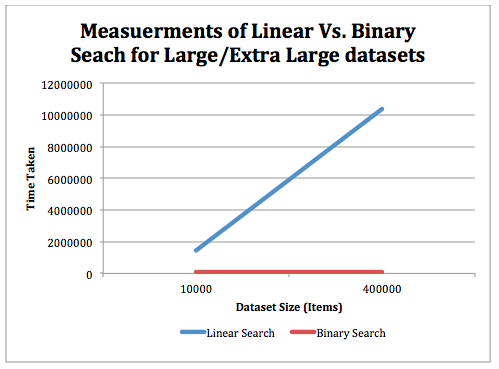 Measuerments of Linear Vs. Binary
Seach for Large/Extra Large datasets
12000000
10000000
8000000
6000000
4000000
2000000
0
Time Taken
10000 400000
Dataset Size (Items)
Linear Search Binary Search